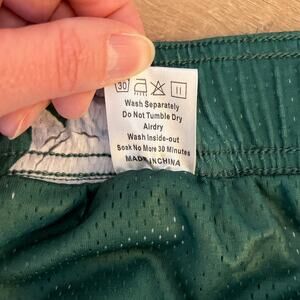 30
Wash Separately
Do Not Tumble Dry
Airdry
Wash Inside-out
Soak No More 30 Minutes
MADE IN CHINA